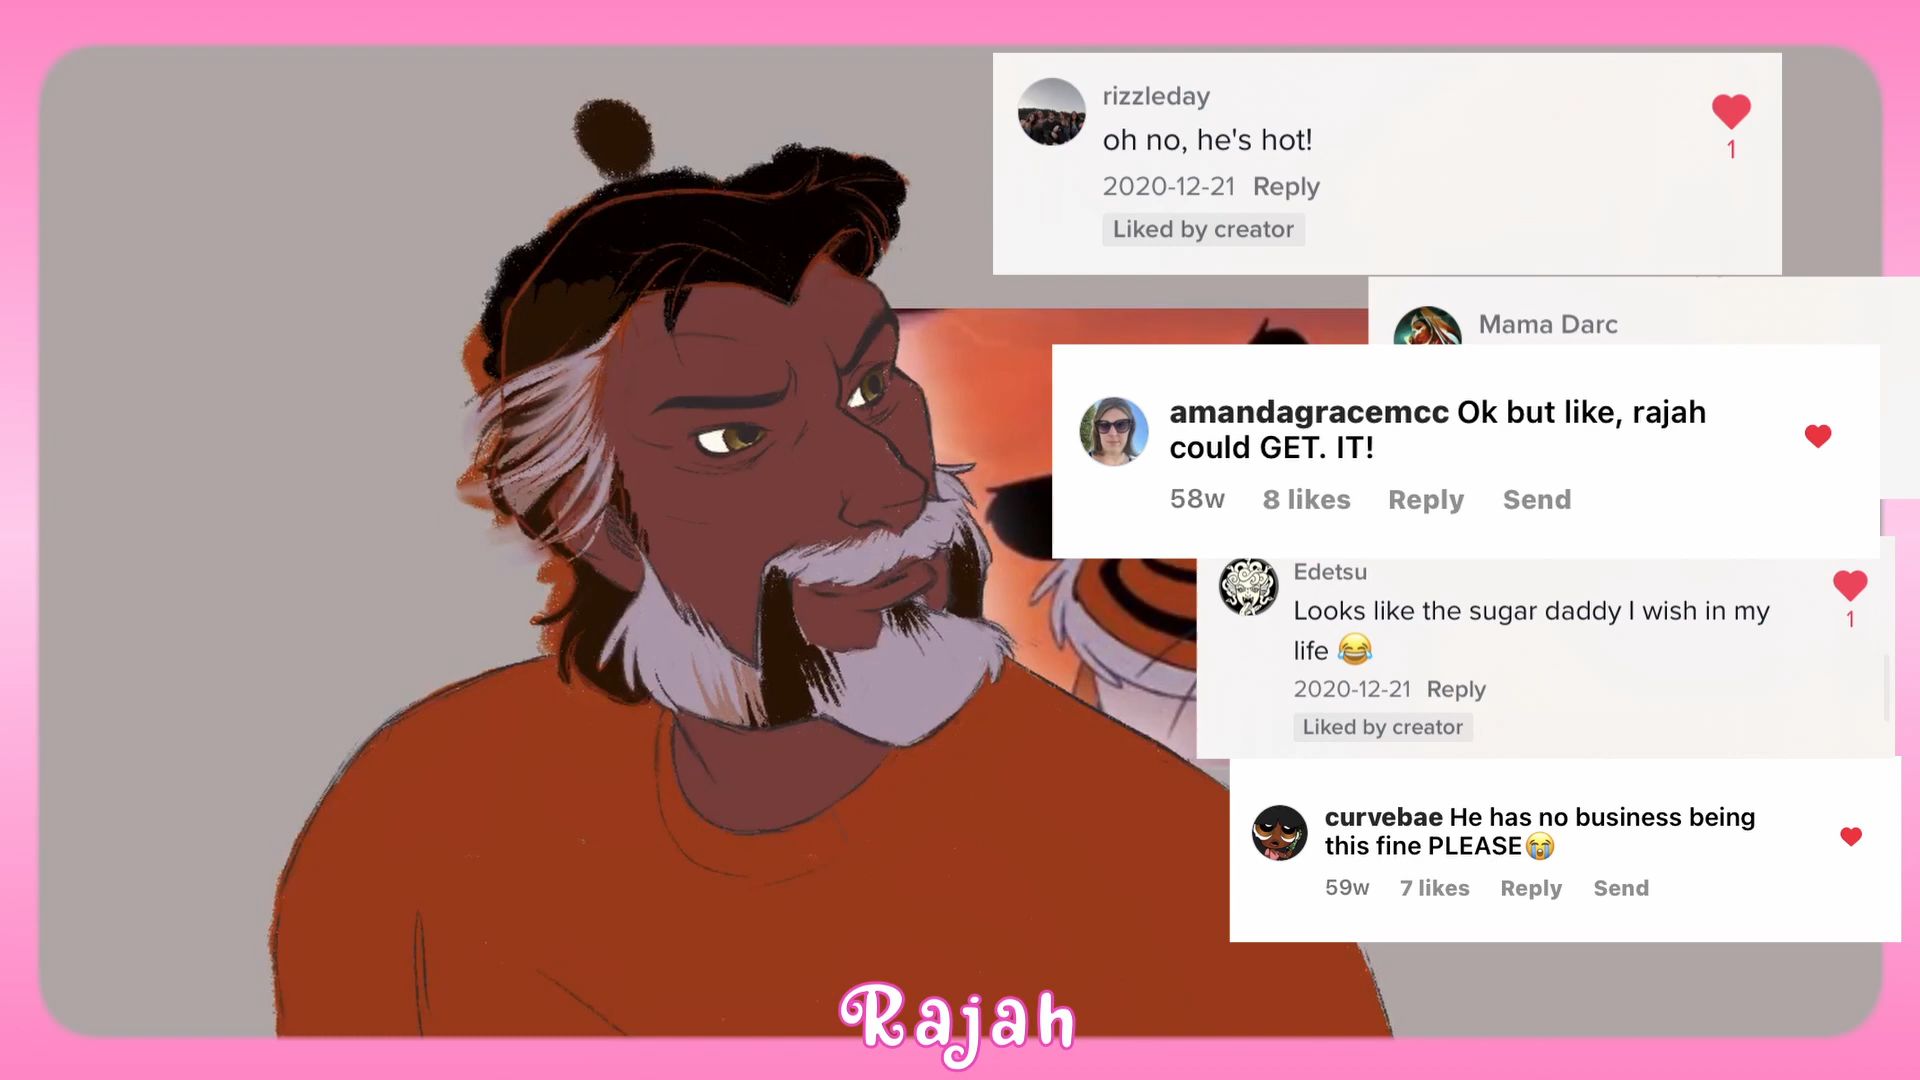 rizzleday
oh no, he's hot!
1
2020-12-21 Reply
Liked by creator
Mama Darc
amandagracemcc Ok but like, rajah
could GET. IT!
58w 8 likes Reply Send
Edetsu
Looks like the sugar daddy I wish in my
life 😂
1
2020-12-21 Reply
Liked by creator
curvebae He has no business being
this fine PLEASE😭
59w 7 likes Reply Send
Rajah